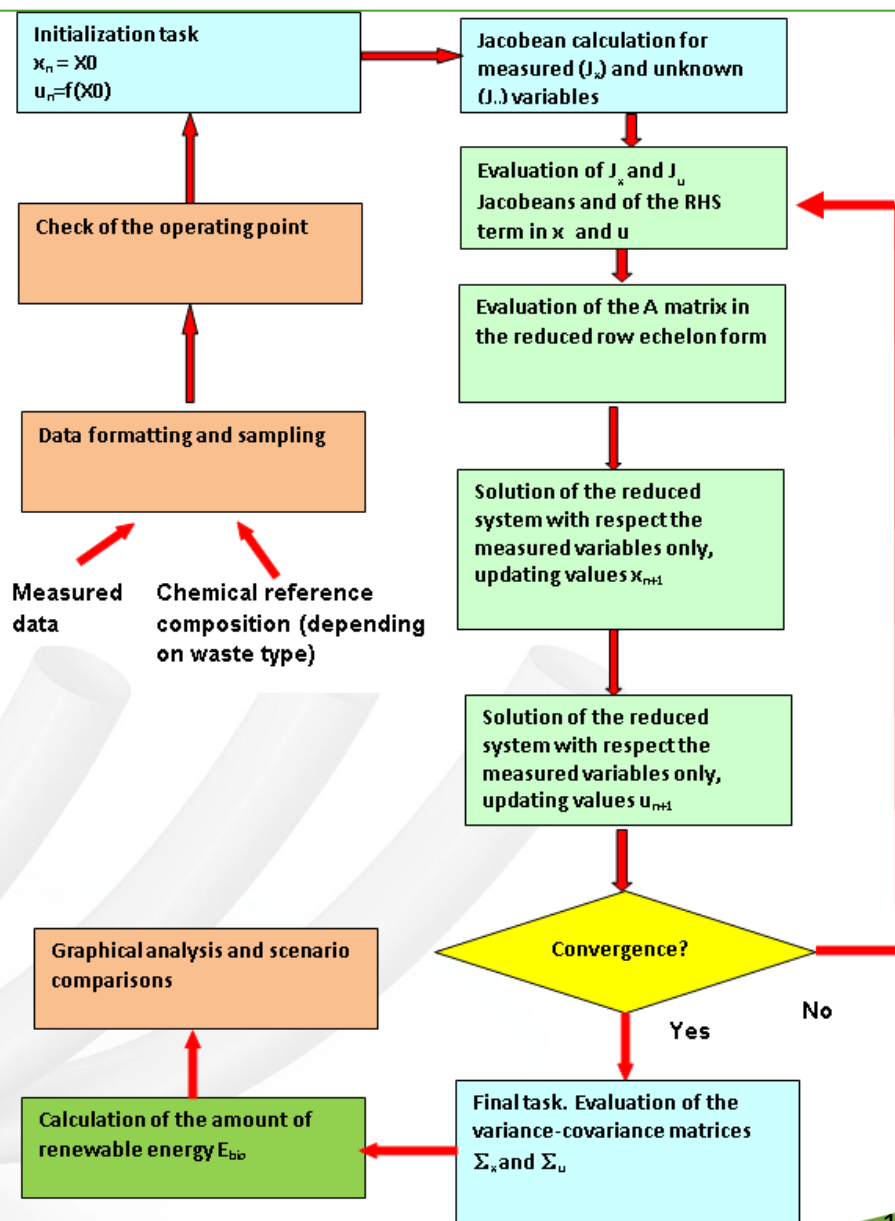 Initialization task
xₙ = X0
uₙ=f(X0)
Jacobean calculation for
measured (Jₓ) and unknown
(J..) variables
Evaluation of Jₓ and Jᵤ
Jacobeans and of the RHS
term in x and u
Check of the operating point
Evaluation of the A matrix in
the reduced row echelon form
Data formatting and sampling
Measured
data
Chemical reference
composition (depending
on waste type)
Solution of the reduced
system with respect the
measured variables only,
updating values xₙ₊₁
Solution of the reduced
system with respect the
measured variables only,
updating values uₙ₊₁
Convergence?
No
Yes
Final task. Evaluation of the
variance-covariance matrices
Σₓ and Σᵤ
Calculation of the amount of
renewable energy E_bio
Graphical analysis and scenario
comparisons